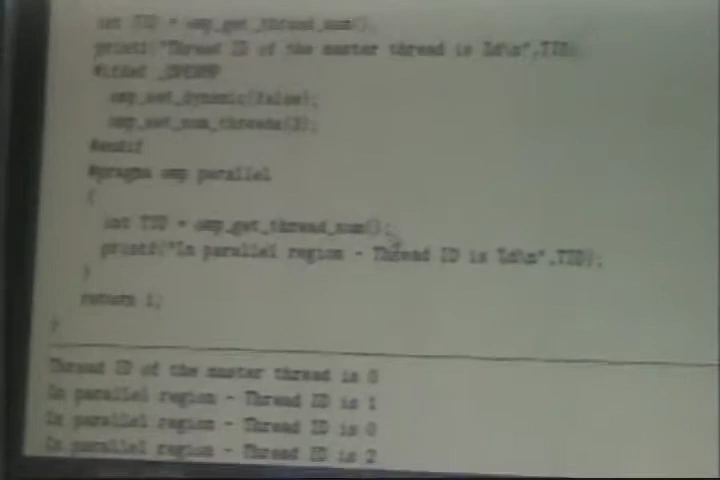 int TID = omp_get_thread_num();
printf("Thread ID of the master thread is %d\n",TID);
#ifdef _OPENMP
omp_set_dynamic(false);
omp_set_num_threads(3);
#endif
#pragma omp parallel
{
int TID = omp_get_thread_num();
printf("In parallel region - Thread ID is %d\n",TID);
}
return 1;
}
Thread ID of the master thread is 0
In parallel region - Thread ID is 1
In parallel region - Thread ID is 0
In parallel region - Thread ID is 2